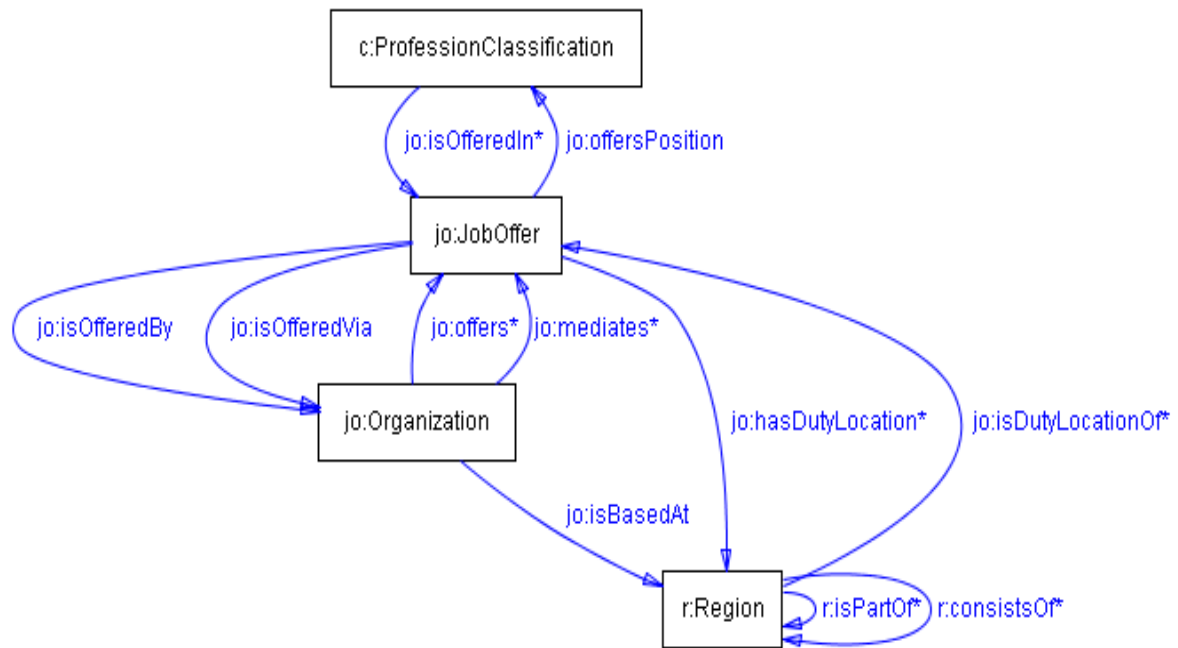 c:ProfessionClassification
jo:isOfferedIn*
jo:offersPosition
jo:JobOffer
jo:isOfferedBy
jo:isOfferedVia
jo:offers*
jo:mediates*
jo:Organization
jo:hasDutyLocation*
jo:isDutyLocationOf*
jo:isBasedAt
r:Region
r:isPartOf*
r:consistsOf*